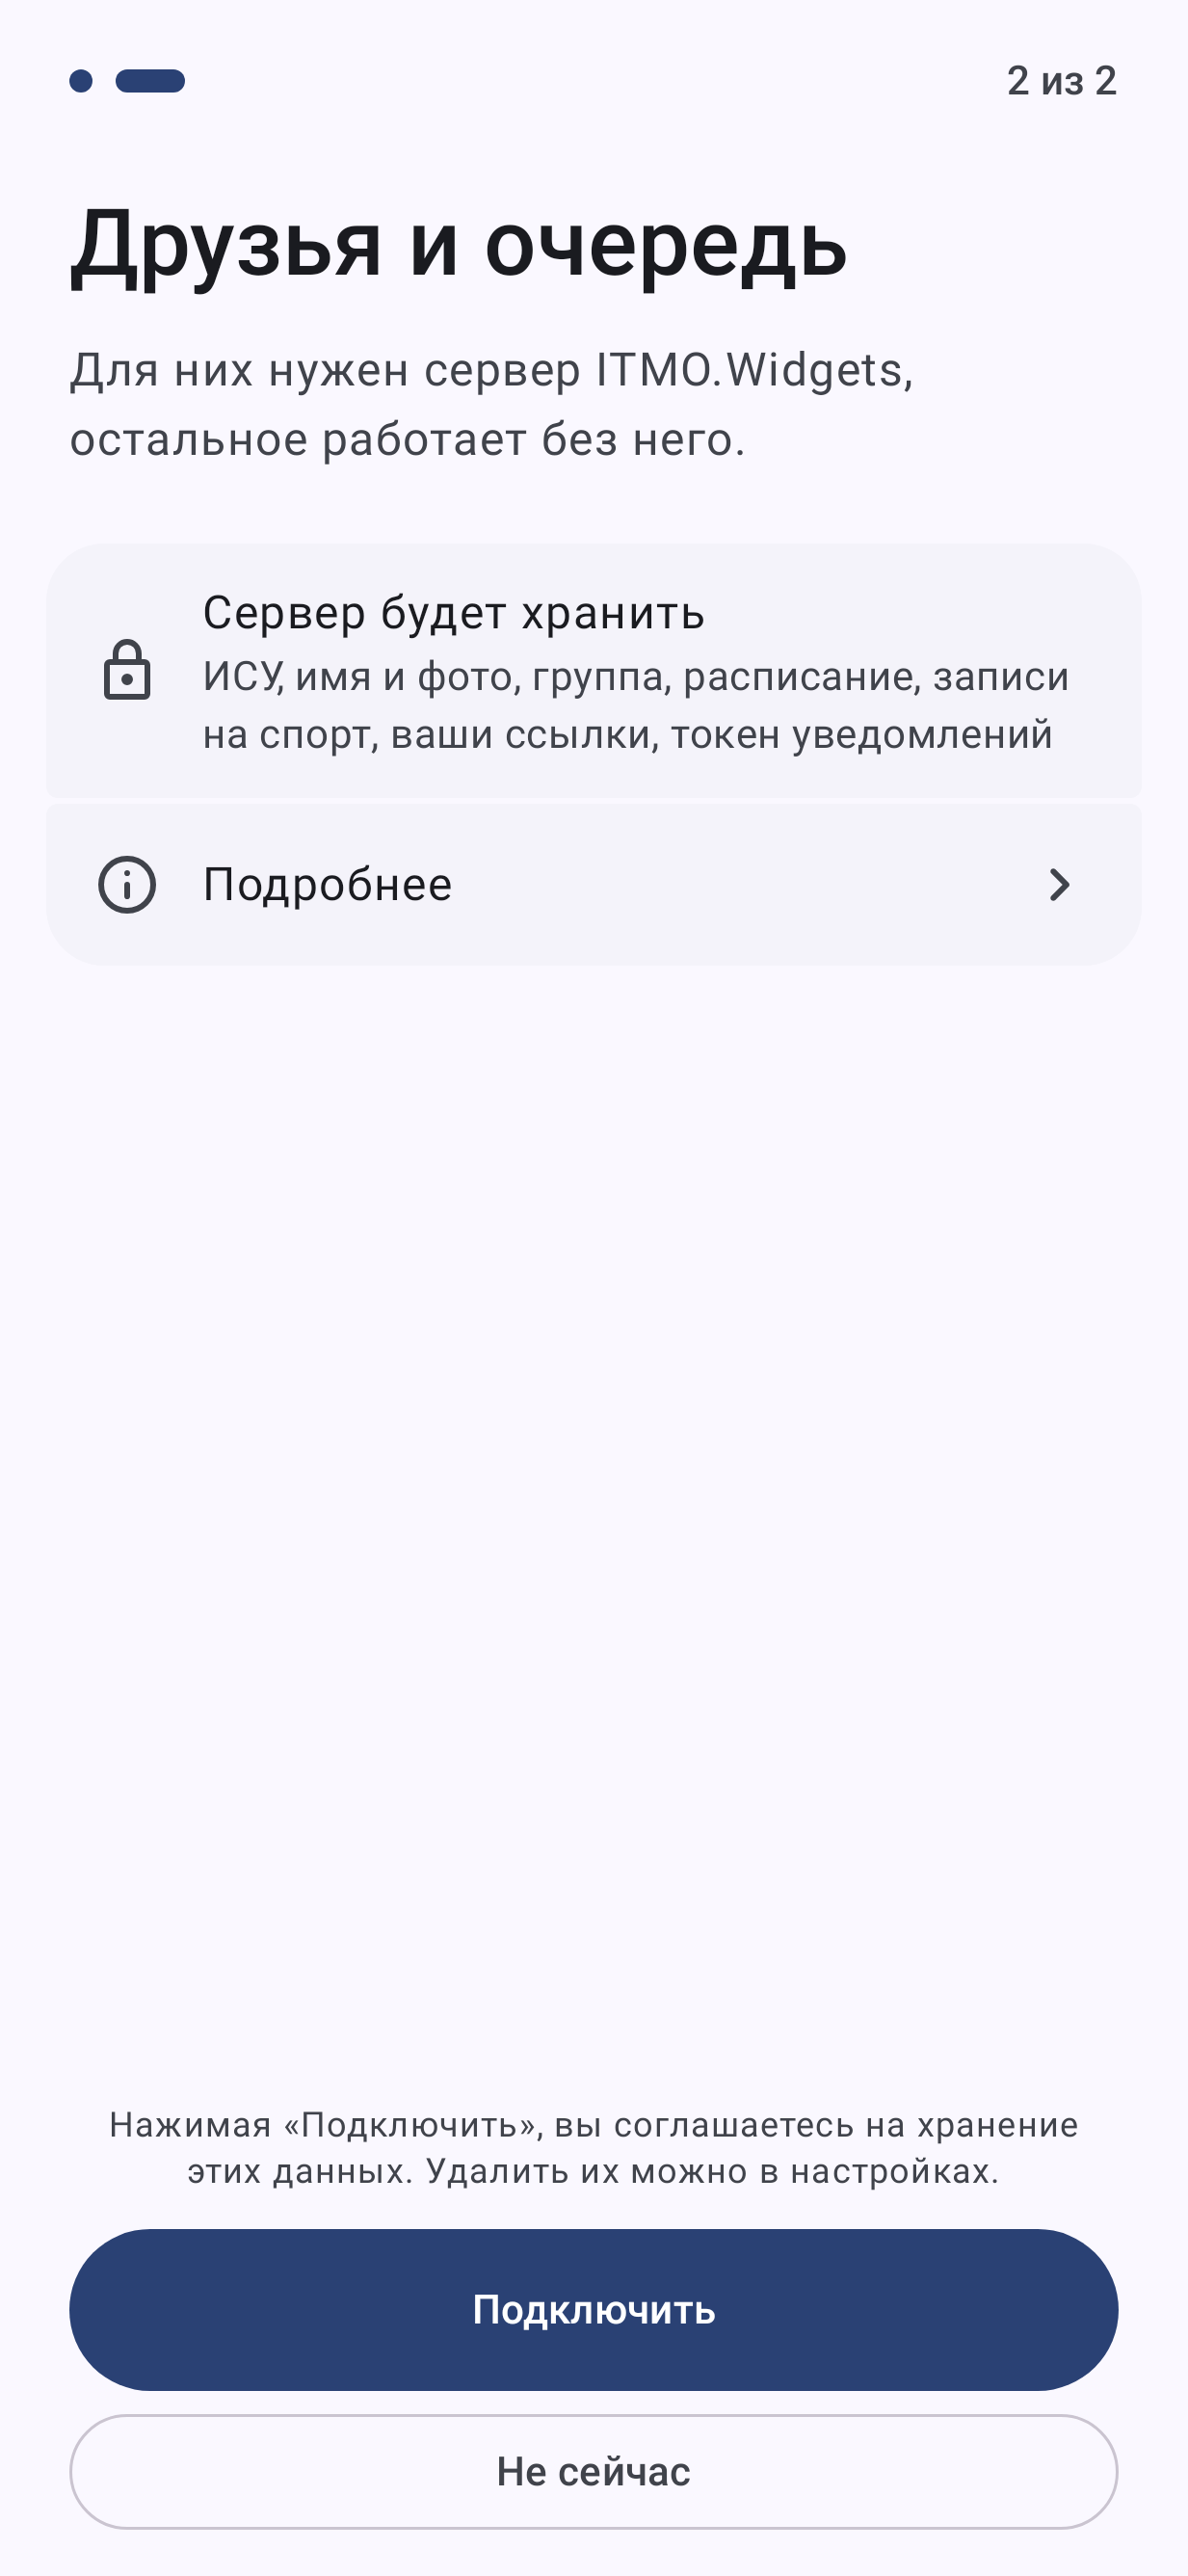 2 из 2
Друзья и очередь
Для них нужен сервер ITMO.Widgets,
остальное работает без него.
Сервер будет хранить
ИСУ, имя и фото, группа, расписание, записи
на спорт, ваши ссылки, токен уведомлений
Подробнее
Нажимая «Подключить», вы соглашаетесь на хранение
этих данных. Удалить их можно в настройках.
Подключить
Не сейчас